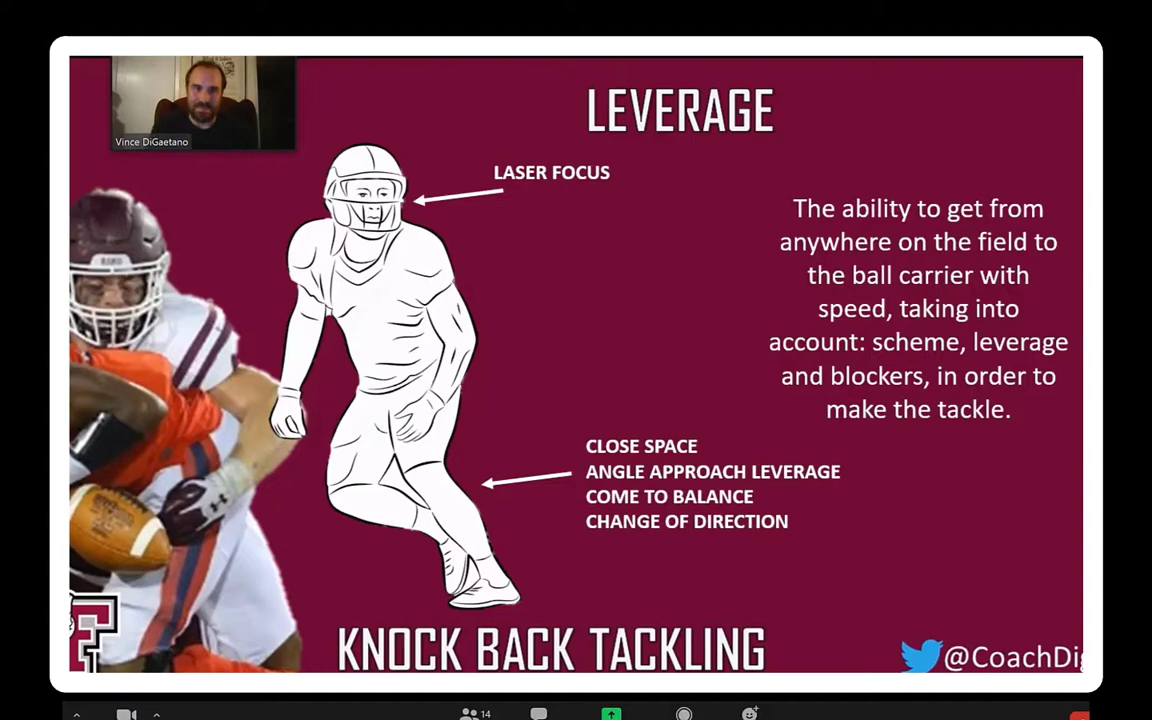 Vince DiGaetano
LEVERAGE
LASER FOCUS
The ability to get from
anywhere on the field to
the ball carrier with
speed, taking into
account: scheme, leverage
and blockers, in order to
make the tackle.
CLOSE SPACE
ANGLE APPROACH LEVERAGE
COME TO BALANCE
CHANGE OF DIRECTION
KNOCK BACK TACKLING
@CoachDig
14